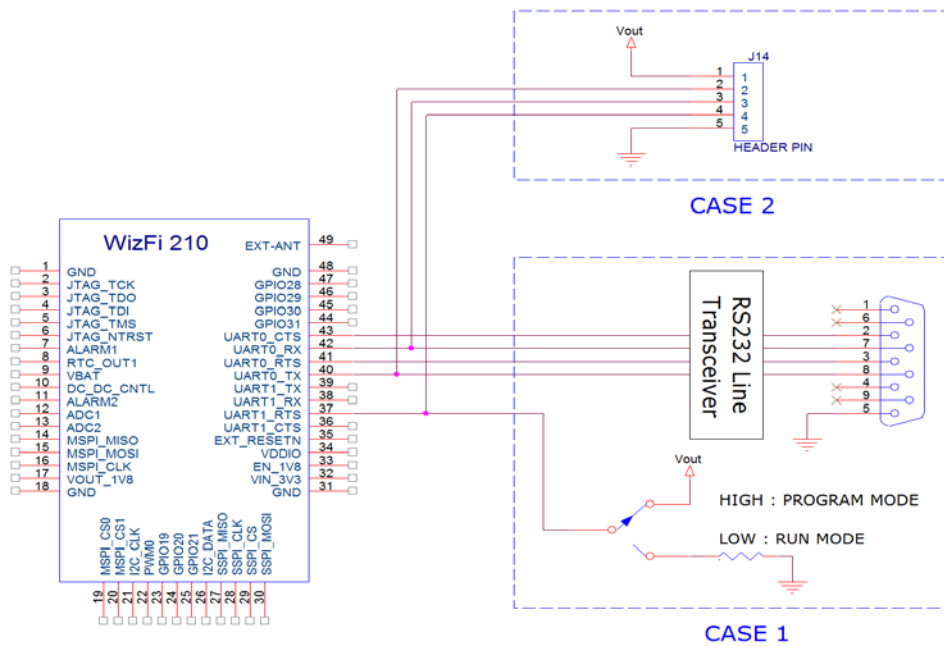 Vout
J14
1 1
2 2
3 3
4 4
5 5
HEADER PIN
CASE 2
WizFi 210
EXT-ANT 49
1 GND
2 JTAG_TCK
3 JTAG_TDO
4 JTAG_TDI
5 JTAG_TMS
6 JTAG_NTRST
7 ALARM1
8 RTC_OUT1
9 VBAT
10 DC_DC_CNTL
11 ALARM2
12 ADC1
13 ADC2
14 MSPI_MISO
15 MSPI_MOSI
16 MSPI_CLK
17 VOUT_1V8
18 GND
GND 48
GPIO28 47
GPIO29 46
GPIO30 45
GPIO31 44
UART0_CTS 43
UART0_RX 42
UART0_RTS 41
UART0_TX 40
UART1_TX 39
UART1_RX 38
UART1_RTS 37
UART1_CTS 36
EXT_RESETN 35
VDDIO 34
EN_1V8 33
VIN_3V3 32
GND 31
MSPI_CS0 19
MSPI_CS1 20
I2C_CLK 21
PWM0 22
GPIO19 23
GPIO20 24
GPIO21 25
I2C_DATA 26
SSPI_MISO 27
SSPI_CLK 28
SSPI_CS 29
SSPI_MOSI 30
RS232 Line
Transceiver
1
6
2
7
3
8
4
9
5
Vout
HIGH : PROGRAM MODE
LOW : RUN MODE
CASE 1